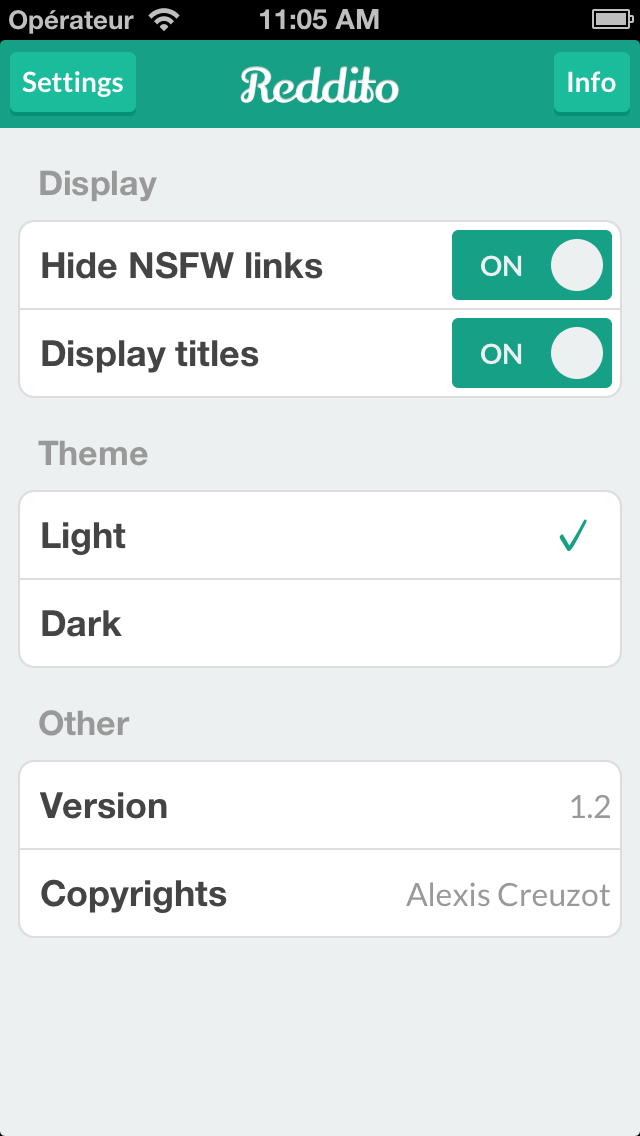 Opérateur 11:05 AM
Settings Reddito Info
Display
Hide NSFW links ON
Display titles ON
Theme
Light
Dark
Other
Version 1.2
Copyrights Alexis Creuzot